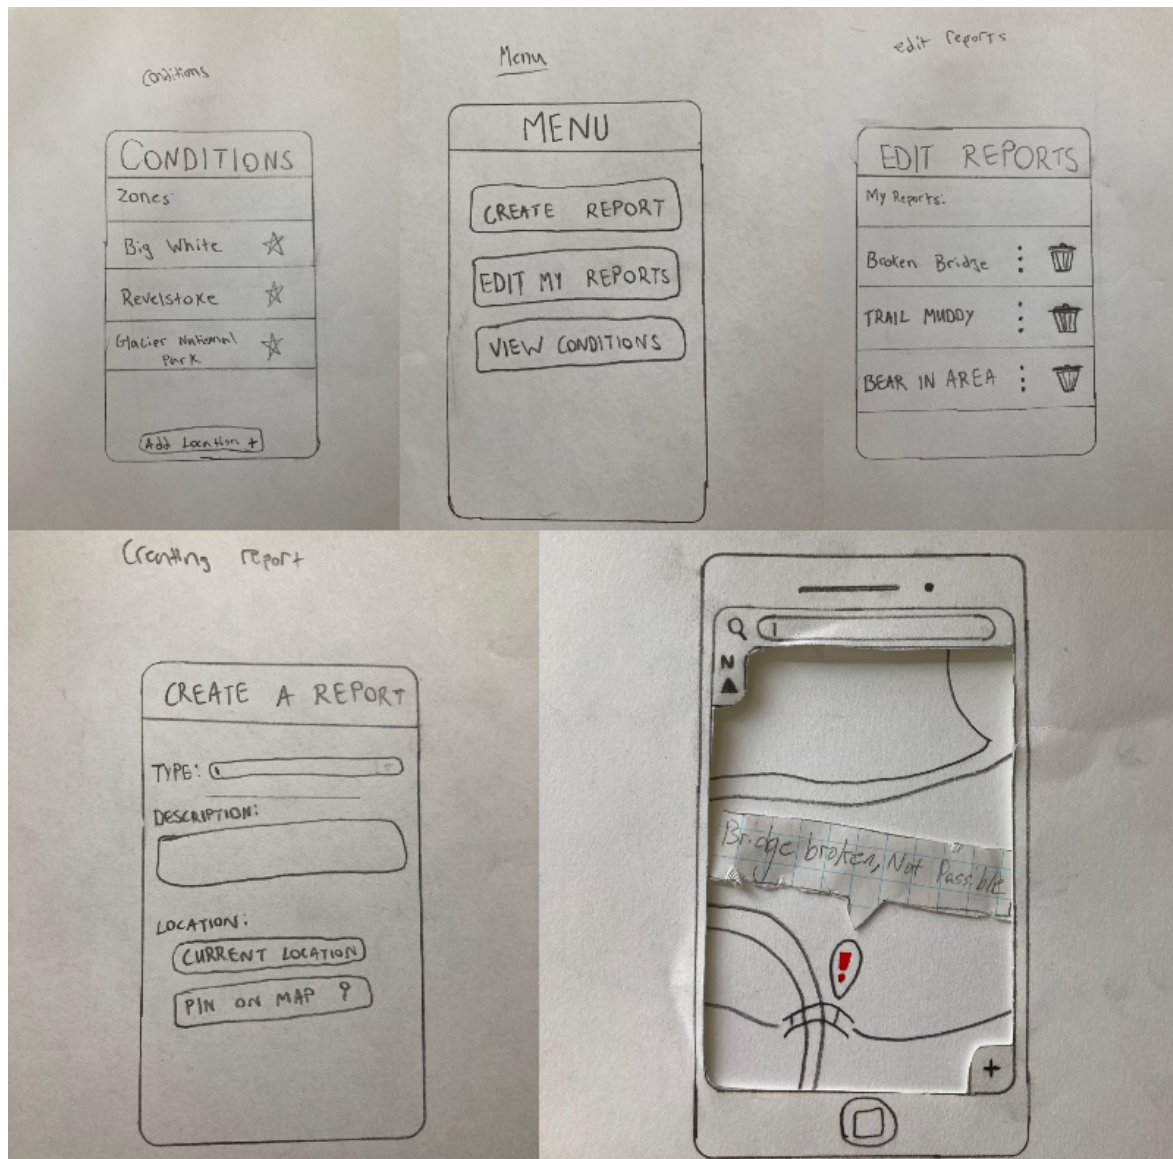 Conditions
CONDITIONS
Zones:
Big White
Revelstoke
Glacier National
Park
Add Location +
Menu
MENU
CREATE REPORT
EDIT MY REPORTS
VIEW CONDITIONS
edit reports
EDIT REPORTS
My Reports:
Broken Bridge
TRAIL MUDDY
BEAR IN AREA
Creating report
CREATE A REPORT
TYPE:
DESCRIPTION:
LOCATION:
CURRENT LOCATION
PIN ON MAP
N
Bridge broken, Not Passible
!
+